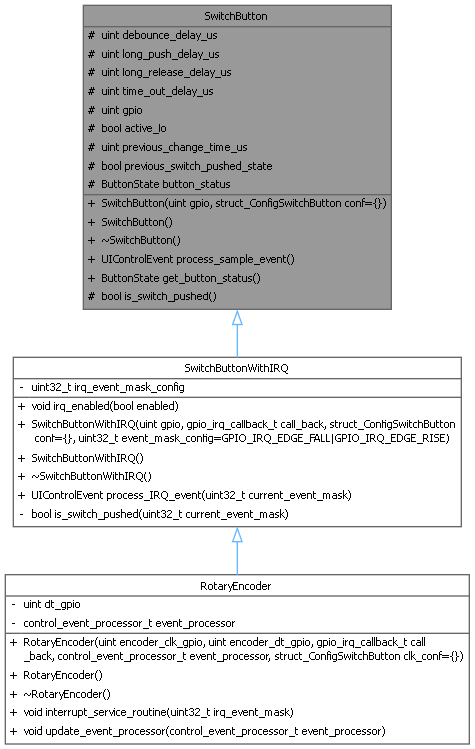 SwitchButton
# uint debounce_delay_us
# uint long_push_delay_us
# uint long_release_delay_us
# uint time_out_delay_us
# uint gpio
# bool active_lo
# uint previous_change_time_us
# bool previous_switch_pushed_state
# ButtonState button_status
+ SwitchButton(uint gpio, struct_ConfigSwitchButton conf={})
+ SwitchButton()
+ ~SwitchButton()
+ UIControlEvent process_sample_event()
+ ButtonState get_button_status()
# bool is_switch_pushed()
SwitchButtonWithIRQ
- uint32_t irq_event_mask_config
+ void irq_enabled(bool enabled)
+ SwitchButtonWithIRQ(uint gpio, gpio_irq_callback_t call_back, struct_ConfigSwitchButton
conf={}, uint32_t event_mask_config=GPIO_IRQ_EDGE_FALL|GPIO_IRQ_EDGE_RISE)
+ SwitchButtonWithIRQ()
+ ~SwitchButtonWithIRQ()
+ UIControlEvent process_IRQ_event(uint32_t current_event_mask)
- bool is_switch_pushed(uint32_t current_event_mask)
RotaryEncoder
- uint dt_gpio
- control_event_processor_t event_processor
+ RotaryEncoder(uint encoder_clk_gpio, uint encoder_dt_gpio, gpio_irq_callback_t call
_back, control_event_processor_t event_processor, struct_ConfigSwitchButton clk_conf={})
+ RotaryEncoder()
+ ~RotaryEncoder()
+ void interrupt_service_routine(uint32_t irq_event_mask)
+ void update_event_processor(control_event_processor_t event_processor)